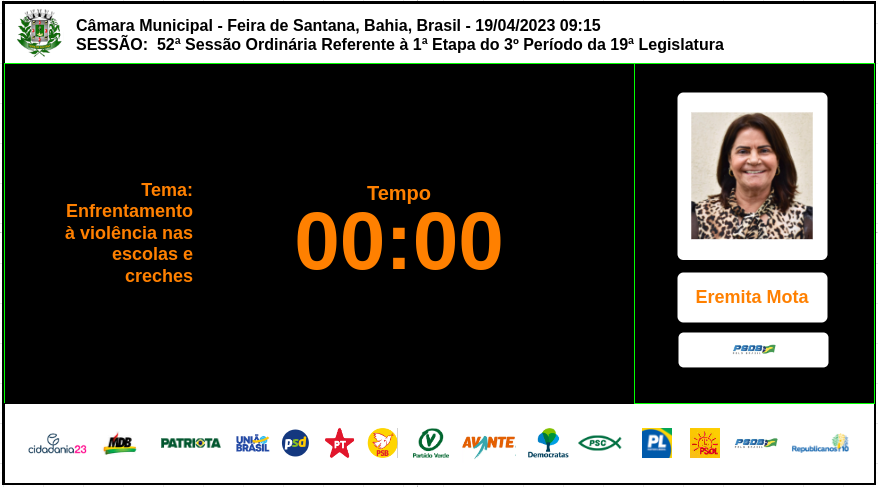 Câmara Municipal - Feira de Santana, Bahia, Brasil - 19/04/2023 09:15
SESSÃO: 52ª Sessão Ordinária Referente à 1ª Etapa do 3º Período da 19ª Legislatura
Tema:
Enfrentamento
à violência nas
escolas e
creches
Tempo
00:00
Eremita Mota
PSDB
cidadania23
MDB
PATRIOTA
UNIÃO
BRASIL
psd
PT
PSB
Partido Verde
AVANTE
Democratas
PSC
PL
PSOL
PSDB
Republicanos 10